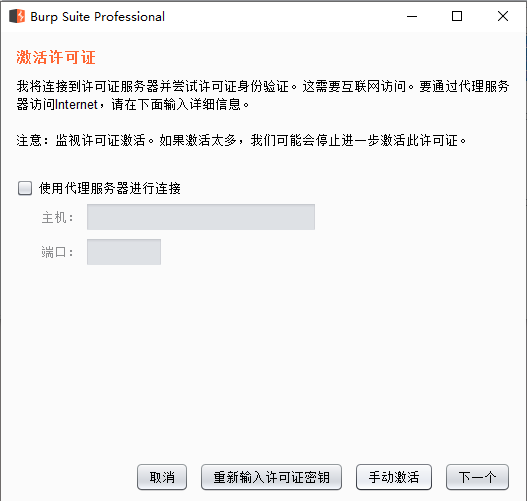 Burp Suite Professional
激活许可证
我将连接到许可证服务器并尝试许可证身份验证。这需要互联网访问。要通过代理服务
器访问Internet，请在下面输入详细信息。
注意：监视许可证激活。如果激活太多，我们可能会停止进一步激活此许可证。
使用代理服务器进行连接
主机：
端口：
取消
重新输入许可证密钥
手动激活
下一个